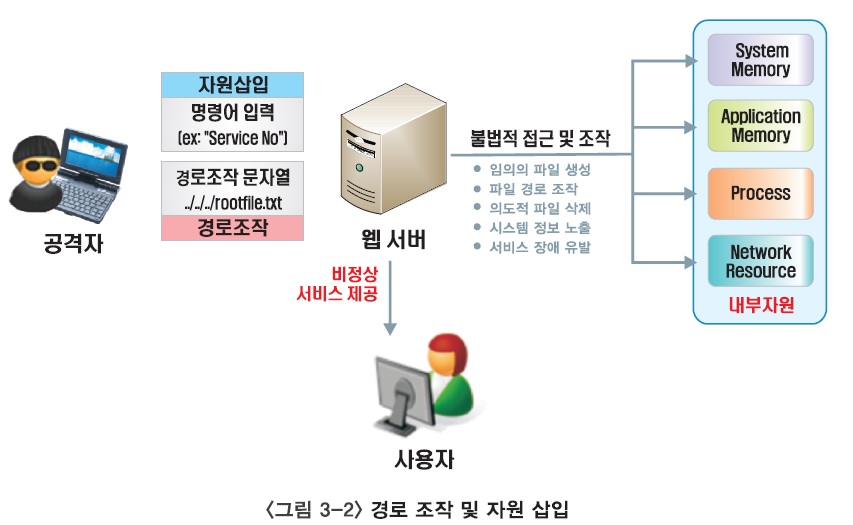 자원삽입
명령어 입력
(ex: "Service No")
경로조작 문자열
../../../rootfile.txt
경로조작
공격자
웹 서버
불법적 접근 및 조작
임의의 파일 생성
파일 경로 조작
의도적 파일 삭제
시스템 정보 노출
서비스 장애 유발
System
Memory
Application
Memory
Process
Network
Resource
내부자원
비정상
서비스 제공
사용자
〈그림 3-2〉 경로 조작 및 자원 삽입